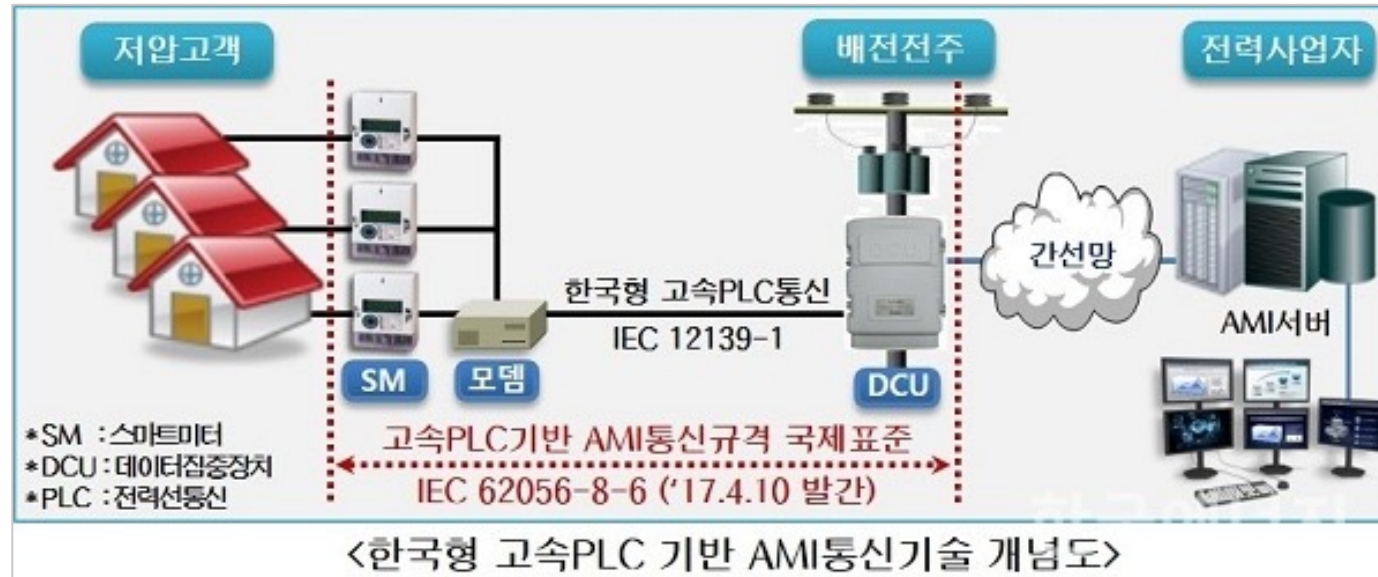 저압고객
배전전주
전력사업자
DCU
간선망
한국형 고속PLC통신
IEC 12139-1
AMI서버
SM
모뎀
DCU
*SM : 스마트미터
*DCU : 데이터집중장치
*PLC : 전력선통신
고속PLC기반 AMI통신규격 국제표준
IEC 62056-8-6 ('17.4.10 발간)
<한국형 고속PLC 기반 AMI통신기술 개념도>